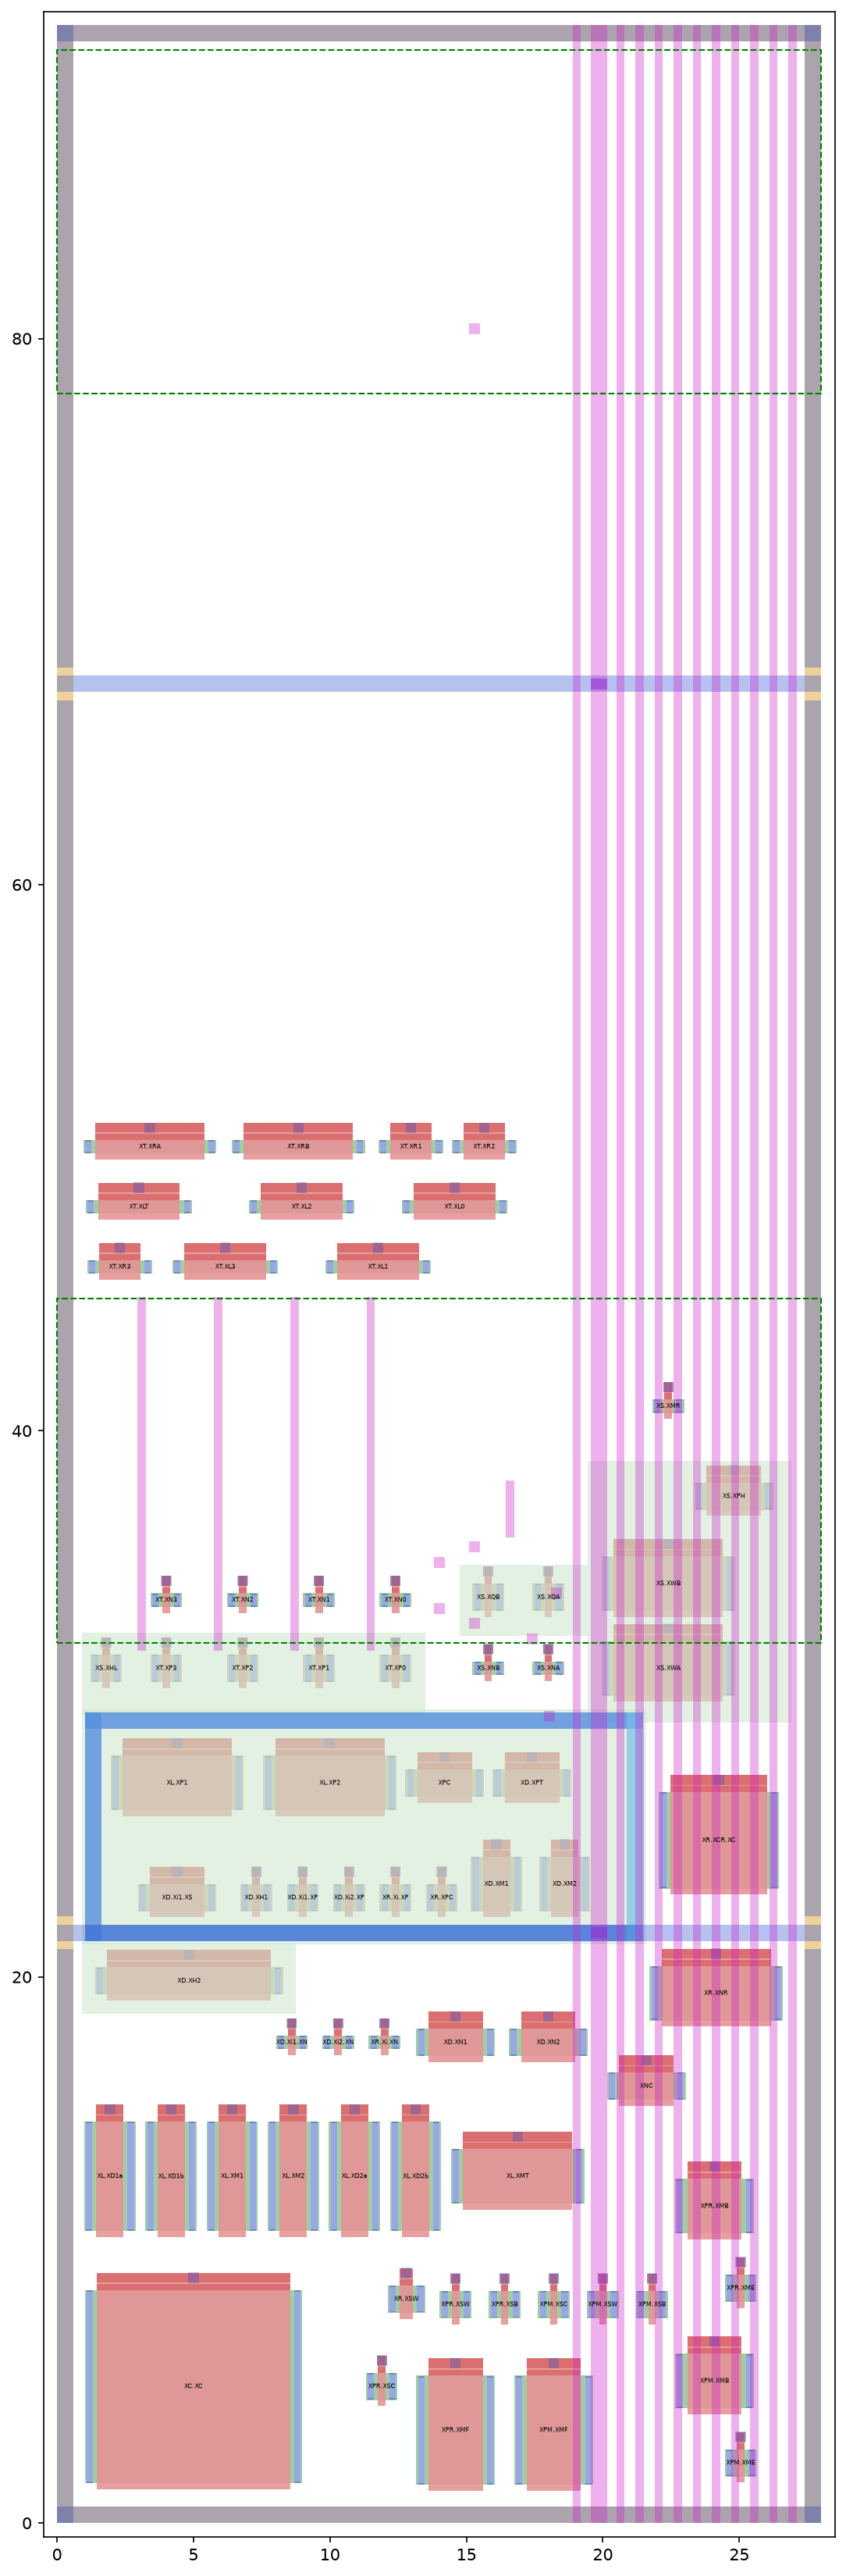 80
60
XT.XRA XT.XRB XT.XR1 XT.XR2
XT.XLT XT.XL2 XT.XL0
XT.XR3 XT.XL3 XT.XL1
40
XS.XMR
XS.XPH
XS.XWB
XT.XN3 XT.XN2 XT.XN1 XT.XN0 XS.XQB XS.XQA
XS.XHL XT.XP3 XT.XP2 XT.XP1 XT.XP0 XS.XNB XS.XNA XS.XWA
XL.XP1 XL.XP2 XPC XD.XPT
XR.XCR.XC
XD.Xi1.XS XD.XH1 XD.Xi1.XP XD.Xi2.XP XR.Xi.XP XR.XPC XD.XM1 XD.XM2
20
XD.XH2 XR.XNR
XD.Xi1.XN XD.Xi2.XN XR.Xi.XN XD.XN1 XD.XN2
XNC
XL.XD1a XL.XD1b XL.XM1 XL.XM2 XL.XD2a XL.XD2b XL.XMT
XPR.XMB
XPR.XME
XR.XSW XPR.XSW XPR.XSB XPM.XSC XPM.XSW XPM.XSB
XC.XC XPR.XSC XPM.XMB
XPR.XMF XPM.XMF
XPM.XME
0
0 5 10 15 20 25